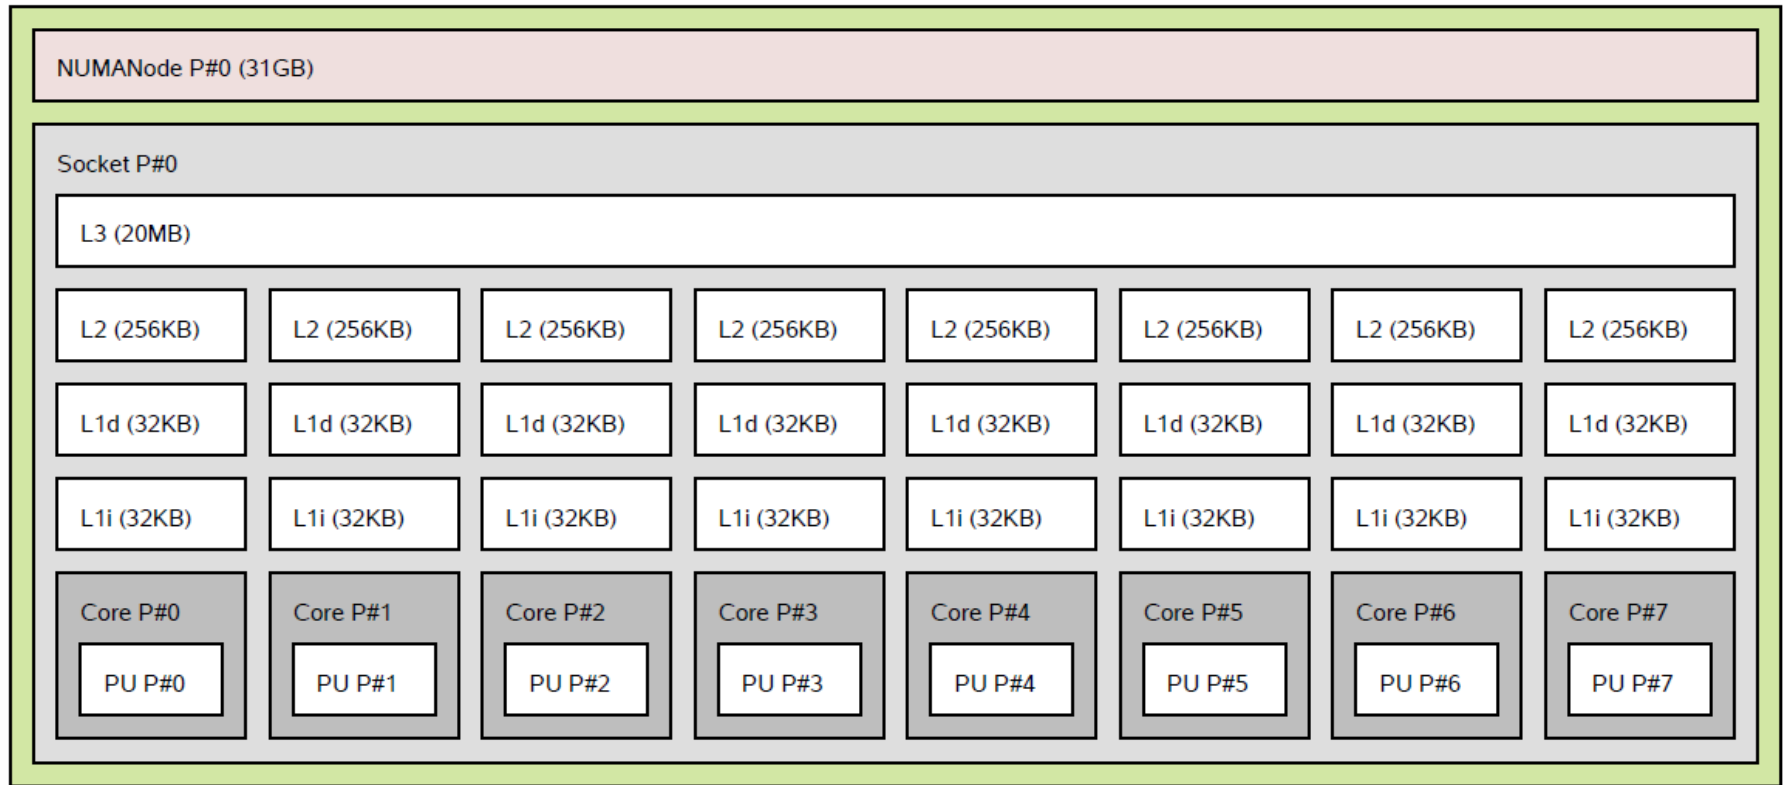 NUMANode P#0 (31GB)
Socket P#0
L3 (20MB)
L2 (256KB) L2 (256KB) L2 (256KB) L2 (256KB) L2 (256KB) L2 (256KB) L2 (256KB) L2 (256KB)
L1d (32KB) L1d (32KB) L1d (32KB) L1d (32KB) L1d (32KB) L1d (32KB) L1d (32KB) L1d (32KB)
L1i (32KB) L1i (32KB) L1i (32KB) L1i (32KB) L1i (32KB) L1i (32KB) L1i (32KB) L1i (32KB)
Core P#0 Core P#1 Core P#2 Core P#3 Core P#4 Core P#5 Core P#6 Core P#7
PU P#0 PU P#1 PU P#2 PU P#3 PU P#4 PU P#5 PU P#6 PU P#7